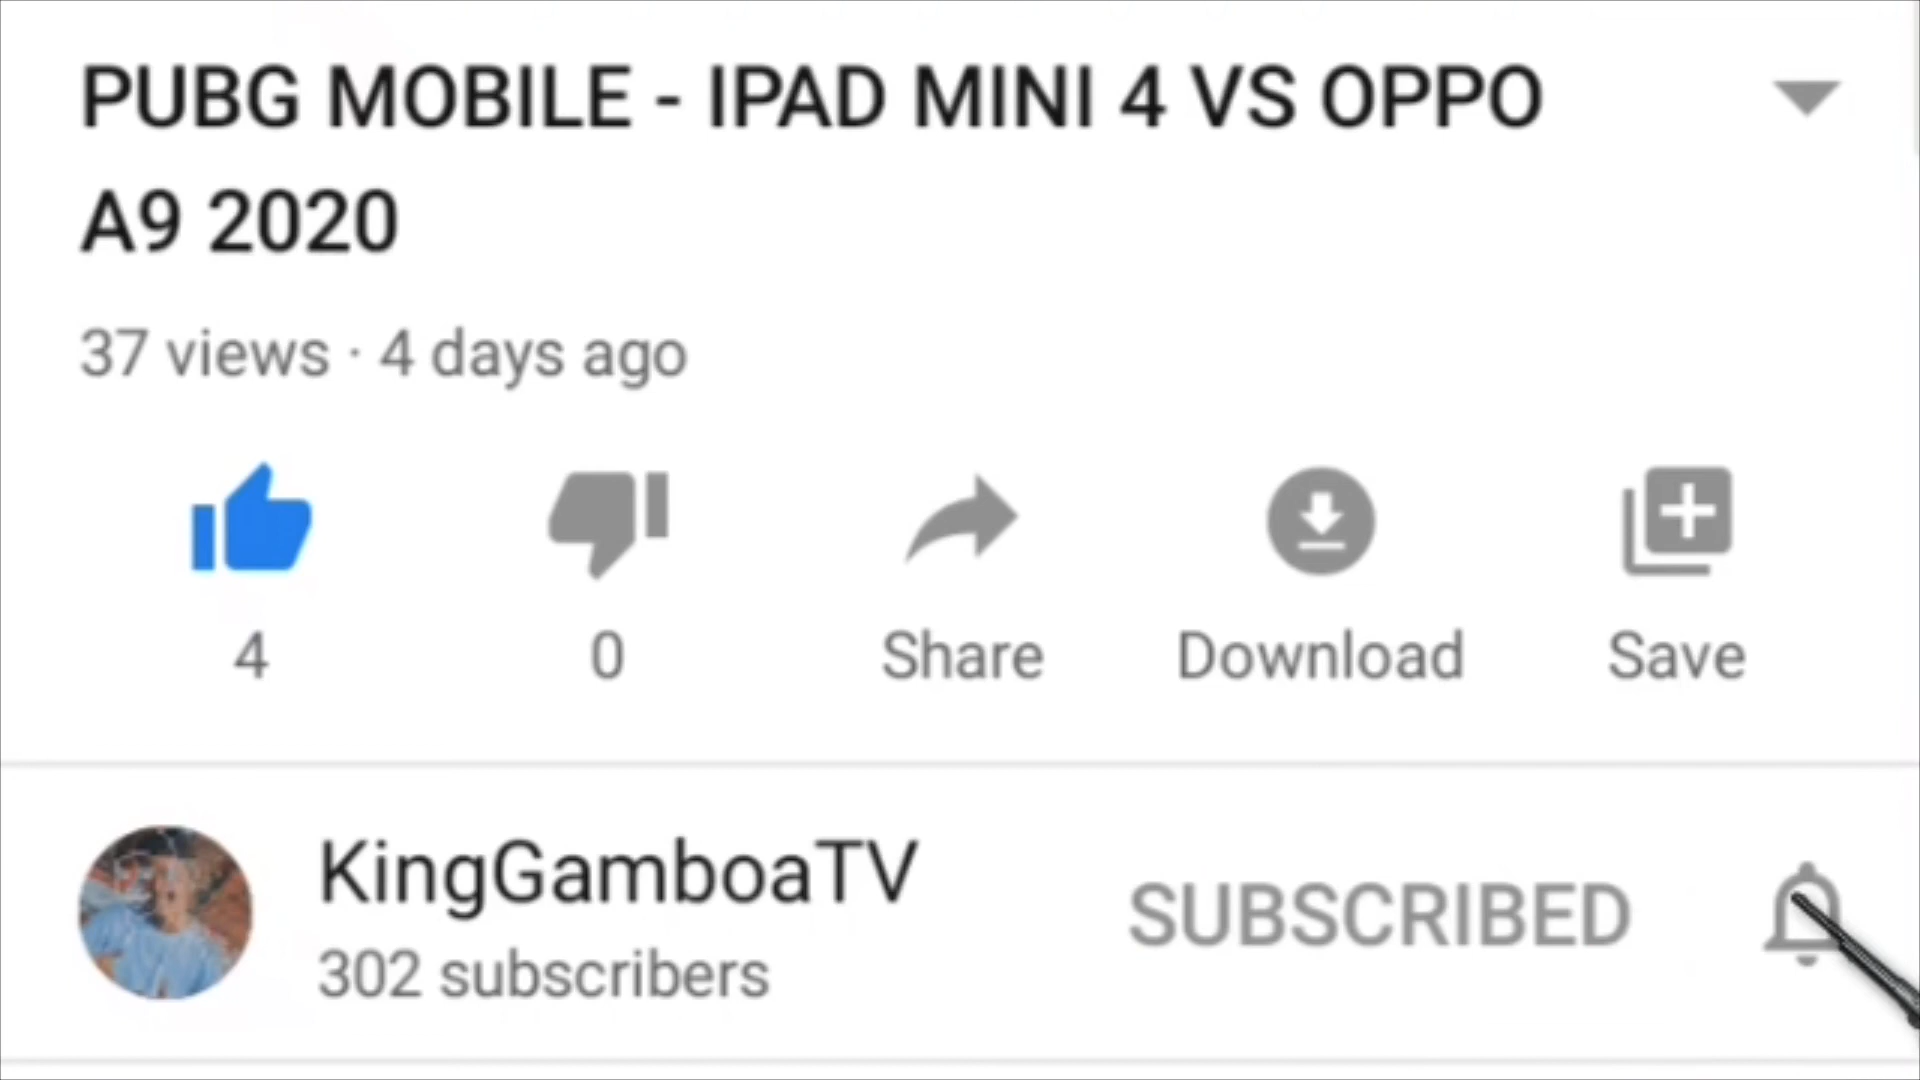 PUBG MOBILE - IPAD MINI 4 VS OPPO
A9 2020
37 views · 4 days ago
4
0
Share
Download
Save
KingGamboaTV
302 subscribers
SUBSCRIBED